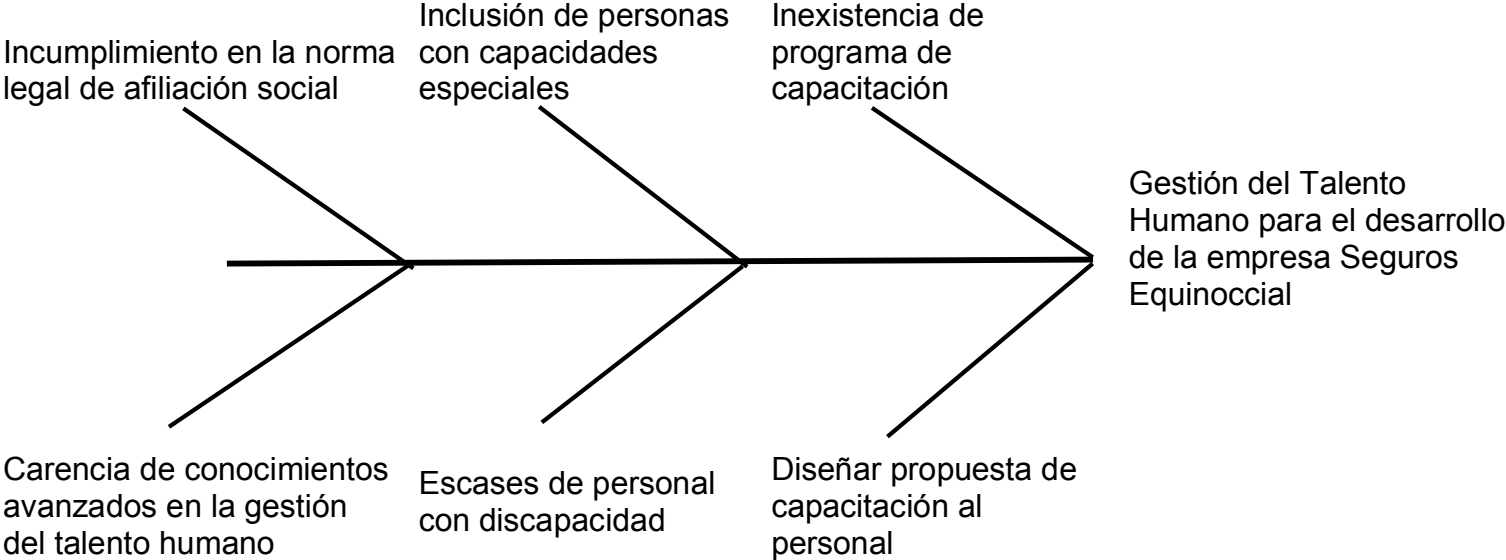 Incumplimiento en la norma
legal de afiliación social
Inclusión de personas
con capacidades
especiales
Inexistencia de
programa de
capacitación
Gestión del Talento
Humano para el desarrollo
de la empresa Seguros
Equinoccial
Carencia de conocimientos
avanzados en la gestión
del talento humano
Escases de personal
con discapacidad
Diseñar propuesta de
capacitación al
personal